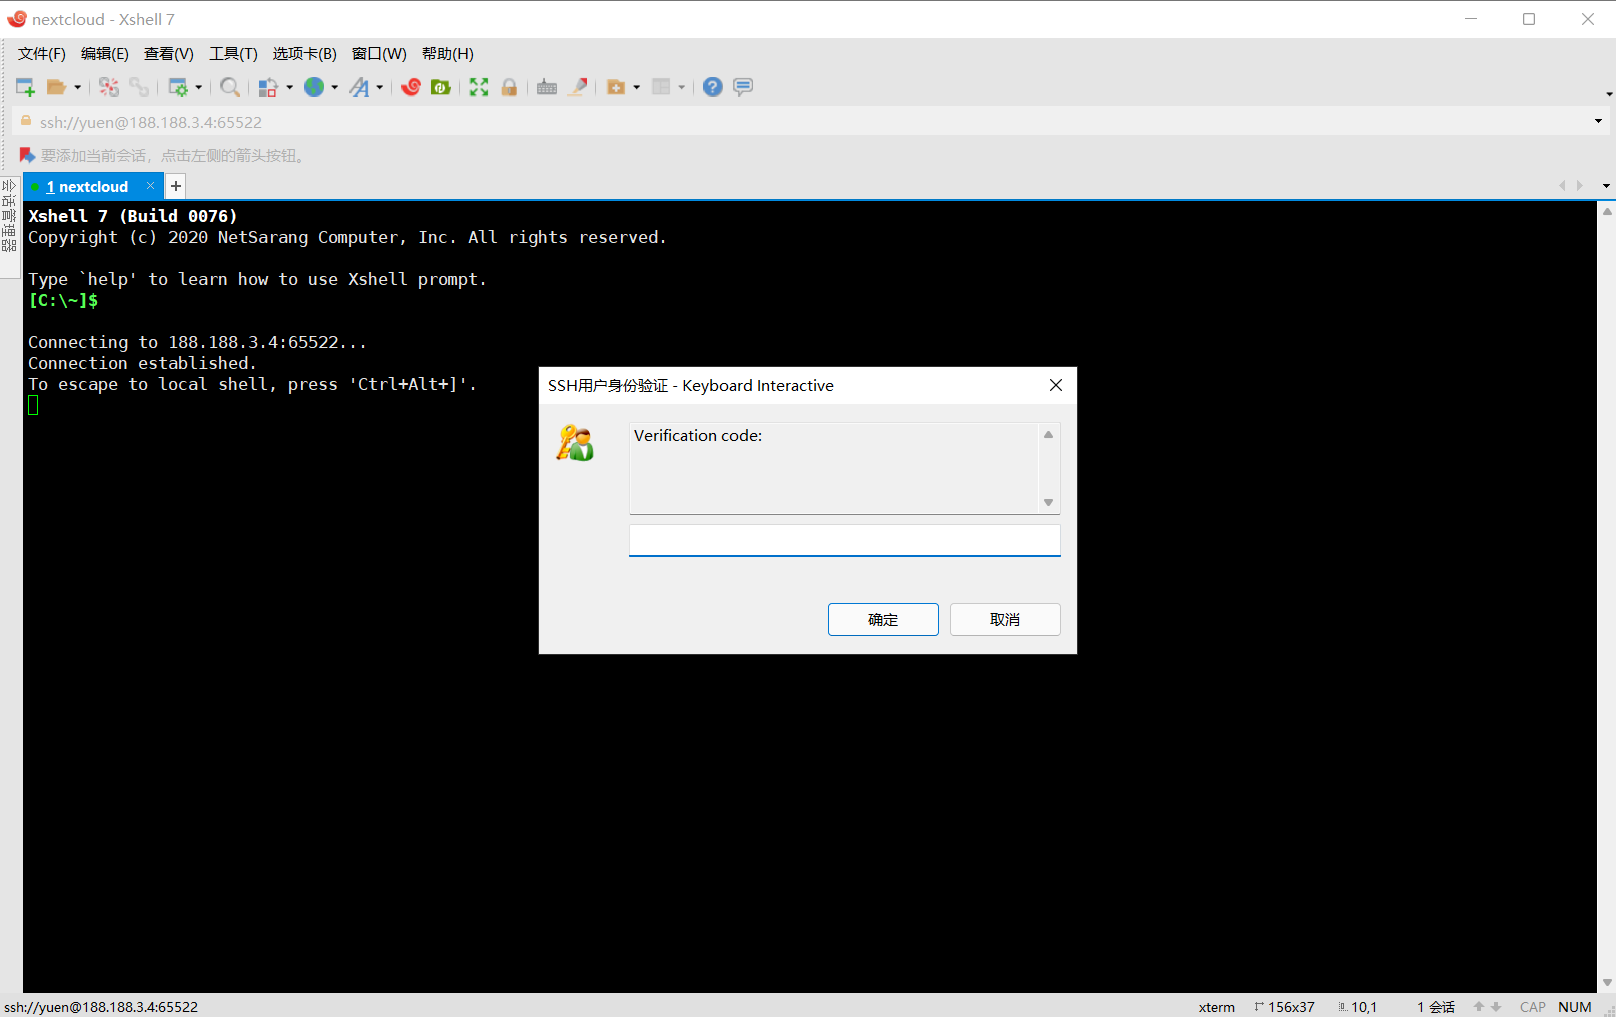 nextcloud - Xshell 7
文件(F) 编辑(E) 查看(V) 工具(T) 选项卡(B) 窗口(W) 帮助(H)
ssh://yuen@188.188.3.4:65522
要添加当前会话，点击左侧的箭头按钮。
会话管理器
1 nextcloud
Xshell 7 (Build 0076)
Copyright (c) 2020 NetSarang Computer, Inc. All rights reserved.
Type `help' to learn how to use Xshell prompt.
[C:\~]$
Connecting to 188.188.3.4:65522...
Connection established.
To escape to local shell, press 'Ctrl+Alt+]'.
SSH用户身份验证 - Keyboard Interactive
Verification code:
确定 取消
ssh://yuen@188.188.3.4:65522 xterm 156x37 10,1 1 会话 CAP NUM